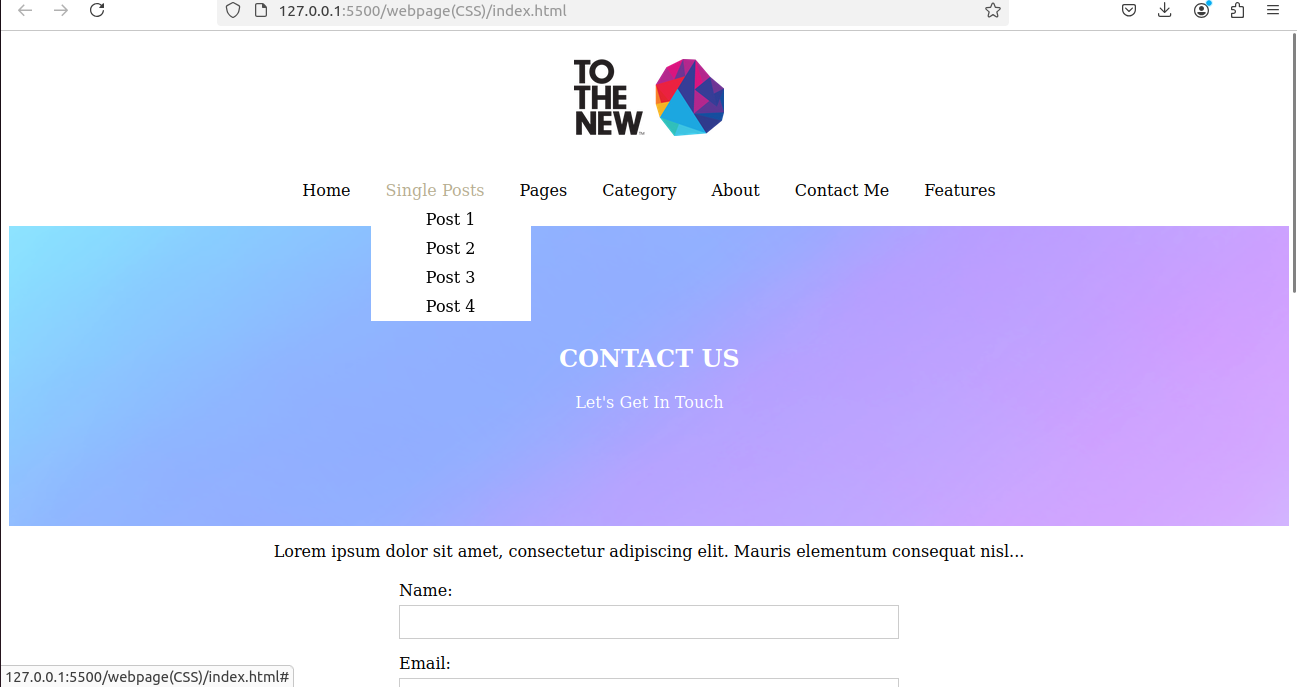 127.0.0.1:5500/webpage(CSS)/index.html
TO
THE
NEW™
Home Single Posts Pages Category About Contact Me Features
Post 1
Post 2
Post 3
Post 4
CONTACT US
Let's Get In Touch
Lorem ipsum dolor sit amet, consectetur adipiscing elit. Mauris elementum consequat nisl...
Name:
Email:
127.0.0.1:5500/webpage(CSS)/index.html#